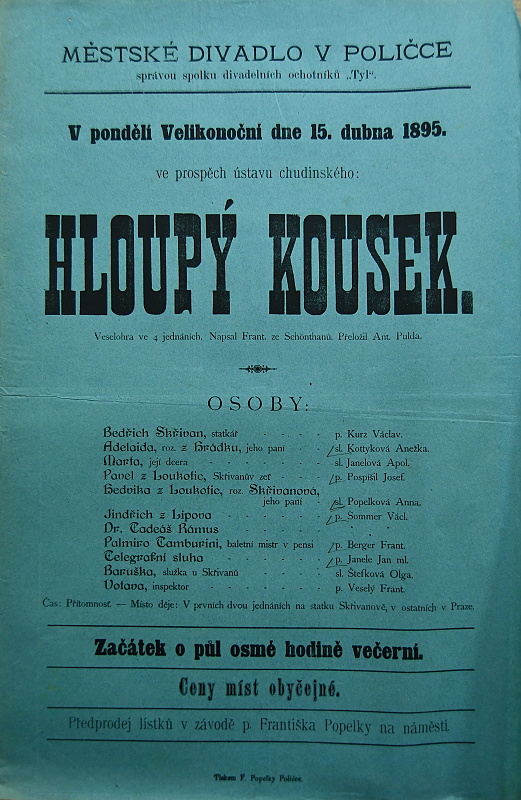 MĚSTSKÉ DIVADLO V POLIČCE
správou spolku divadelních ochotníků „Tyl“.
V pondělí Velikonoční dne 15. dubna 1895.
ve prospěch ústavu chudinského:
HLOUPÝ KOUSEK.
Veselohra ve 4 jednáních. Napsal Frant. ze Schönthanů. Přeložil Ant. Pulda.
OSOBY:
Bedřich Skřivan, statkář - - - - p. Kurz Václav.
Adelaida, roz. z Hrádku, jeho paní - sl. Kottyková Anežka.
Marta, její dcera - - - - - sl. Janelová Apol.
Pavel z Loukotic, Skřivanův zeť - - - p. Pospíšil Josef.
Hedvika z Loukotic, roz. Skřivanová,
jeho paní - sl. Popelková Anna.
Jindřich z Lipova - - - - - p. Sommer Václ.
Dr. Tadeáš Rámus - - - - - " " "
Palmiro Tamburini, baletní mistr v pensi p. Berger Frant.
Telegrafní sluha - - - - - p. Janele Jan ml.
Baruška, služka u Skřivanů - - - - sl. Štefková Olga.
Votava, inspektor - - - - - p. Veselý Frant.
Čas: Přítomnost. — Místo děje: V prvních dvou jednáních na statku Skřivanově, v ostatních v Praze.
Začátek o půl osmé hodině večerní.
Ceny míst obyčejné.
Předprodej lístků v závodě p. Františka Popelky na náměstí.
Tiskem F. Popelky Poličce.